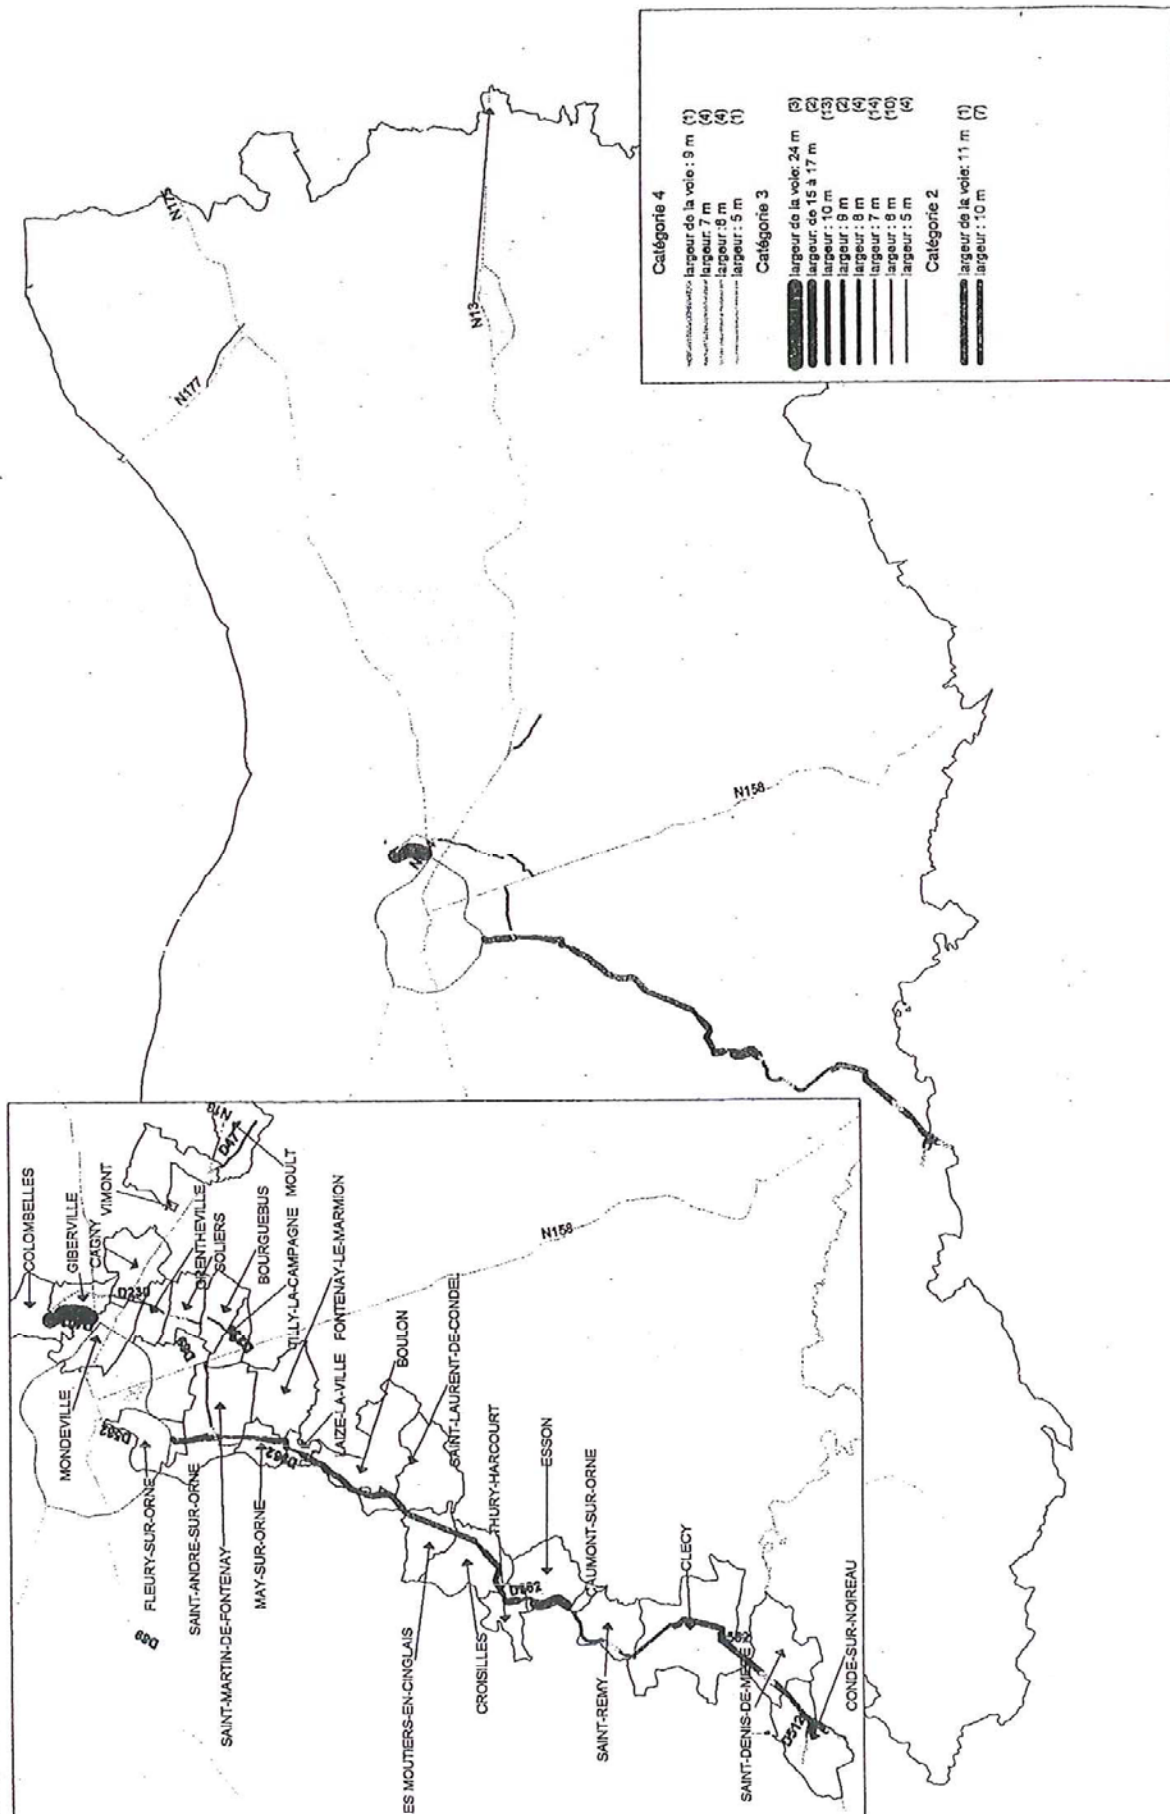 N175
N177
N13
N158
Catégorie 4
largeur de la voie : 9 m (1)
largeur: 7 m (4)
largeur :6 m (4)
largeur : 5 m (1)
Catégorie 3
largeur de la voie: 24 m (3)
largeur: de 15 à 17 m (2)
largeur : 10 m (13)
largeur : 9 m (2)
largeur : 8 m (4)
largeur : 7 m (14)
largeur : 6 m (10)
largeur : 5 m (4)
Catégorie 2
largeur de la voie: 11 m (1)
largeur : 10 m (7)
COLOMBELLES
GIBERVILLE
CAGNY
VIMONT
D230
GRENTHEVILLE
SOLIERS
BOURGUEBUS
TILLY-LA-CAMPAGNE
MOULT
D47
N13
FONTENAY-LE-MARMION
LAIZE-LA-VILLE
BOULON
SAINT-LAURENT-DE-CONDEL
THURY-HARCOURT
ESSON
CAUMONT-SUR-ORNE
CLECY
N158
MONDEVILLE
D562
FLEURY-SUR-ORNE
D89
SAINT-ANDRE-SUR-ORNE
SAINT-MARTIN-DE-FONTENAY
MAY-SUR-ORNE
D562
ES MOUTIERS-EN-CINGLAIS
CROISILLES
D562
SAINT-REMY
SAINT-DENIS-DE-MERE
D512
CONDE-SUR-NOIREAU